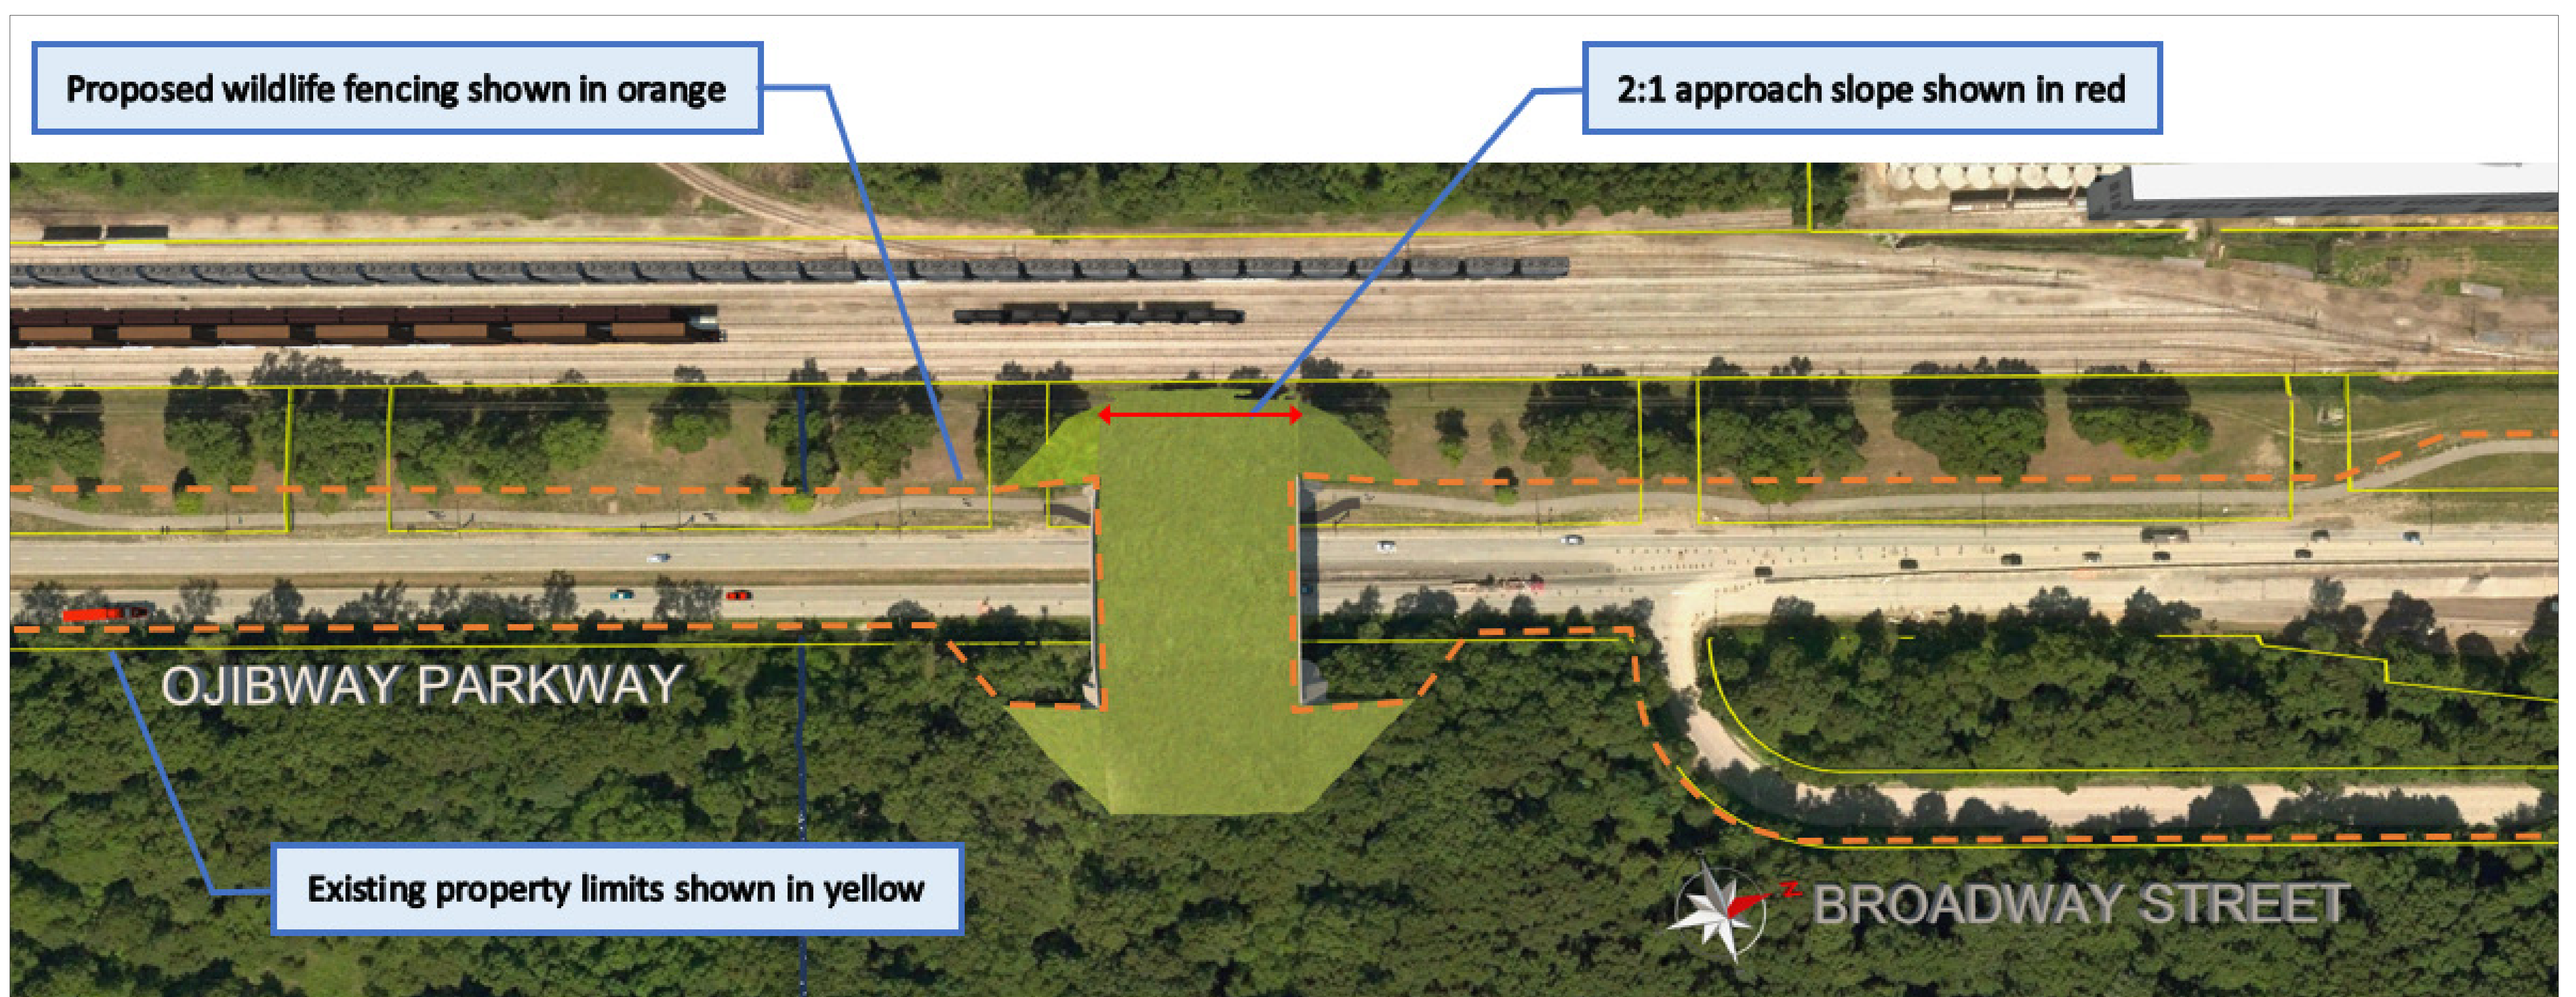 Proposed wildlife fencing shown in orange
2:1 approach slope shown in red
OJIBWAY PARKWAY
Existing property limits shown in yellow
N
BROADWAY STREET